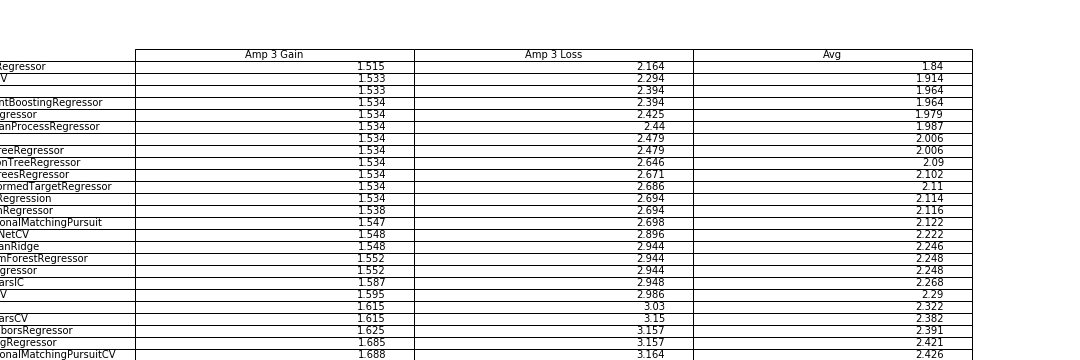 Amp 3 Gain Amp 3 Loss Avg
Regressor 1.515 2.164 1.84
V 1.533 2.294 1.914
1.533 2.394 1.964
ntBoostingRegressor 1.534 2.394 1.964
gressor 1.534 2.425 1.979
anProcessRegressor 1.534 2.44 1.987
1.534 2.479 2.006
reeRegressor 1.534 2.479 2.006
onTreeRegressor 1.534 2.646 2.09
reesRegressor 1.534 2.671 2.102
ormedTargetRegressor 1.534 2.686 2.11
Regression 1.534 2.694 2.114
nRegressor 1.538 2.694 2.116
onalMatchingPursuit 1.547 2.698 2.122
NetCV 1.548 2.896 2.222
anRidge 1.548 2.944 2.246
mForestRegressor 1.552 2.944 2.248
gressor 1.552 2.944 2.248
arsIC 1.587 2.948 2.268
V 1.595 2.986 2.29
1.615 3.03 2.322
arsCV 1.615 3.15 2.382
borsRegressor 1.625 3.157 2.391
gRegressor 1.685 3.157 2.421
onalMatchingPursuitCV 1.688 3.164 2.426